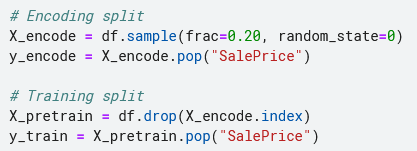 # Encoding split
X_encode = df.sample(frac=0.20, random_state=0)
y_encode = X_encode.pop("SalePrice")
# Training split
X_pretrain = df.drop(X_encode.index)
y_train = X_pretrain.pop("SalePrice")